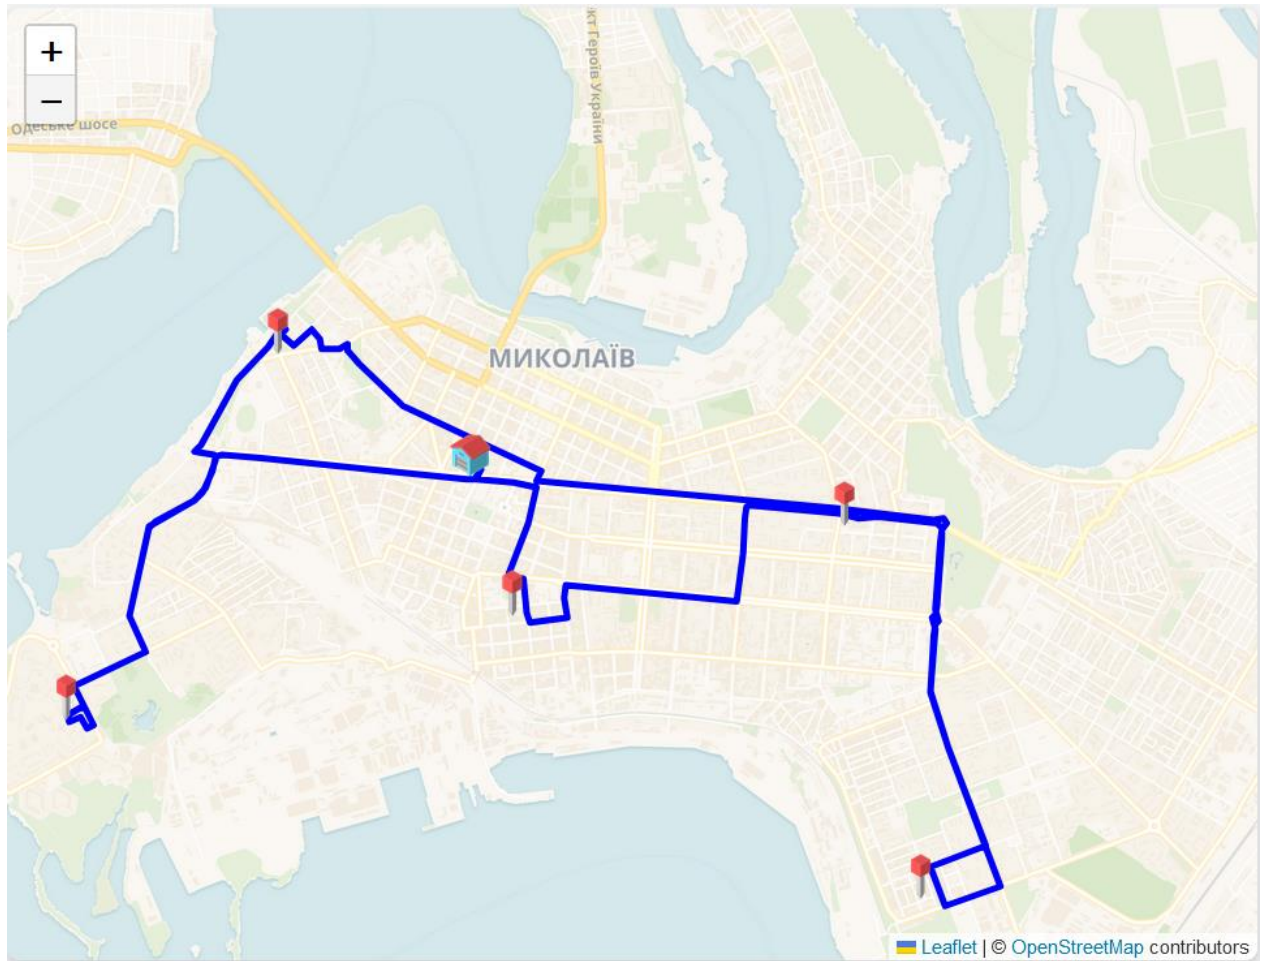 +
−
Одеське шосе
кт Героїв України
МИКОЛАЇВ
Leaflet | © OpenStreetMap contributors